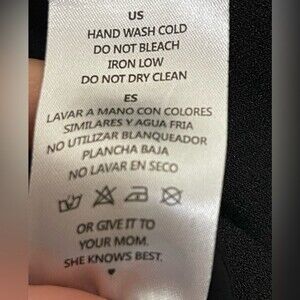 US
HAND WASH COLD
DO NOT BLEACH
IRON LOW
DO NOT DRY CLEAN
ES
LAVAR A MANO CON COLORES
SIMILARES Y AGUA FRIA
NO UTILIZAR BLANQUEADOR
PLANCHA BAJA
NO LAVAR EN SECO
OR GIVE IT TO
YOUR MOM.
SHE KNOWS BEST.